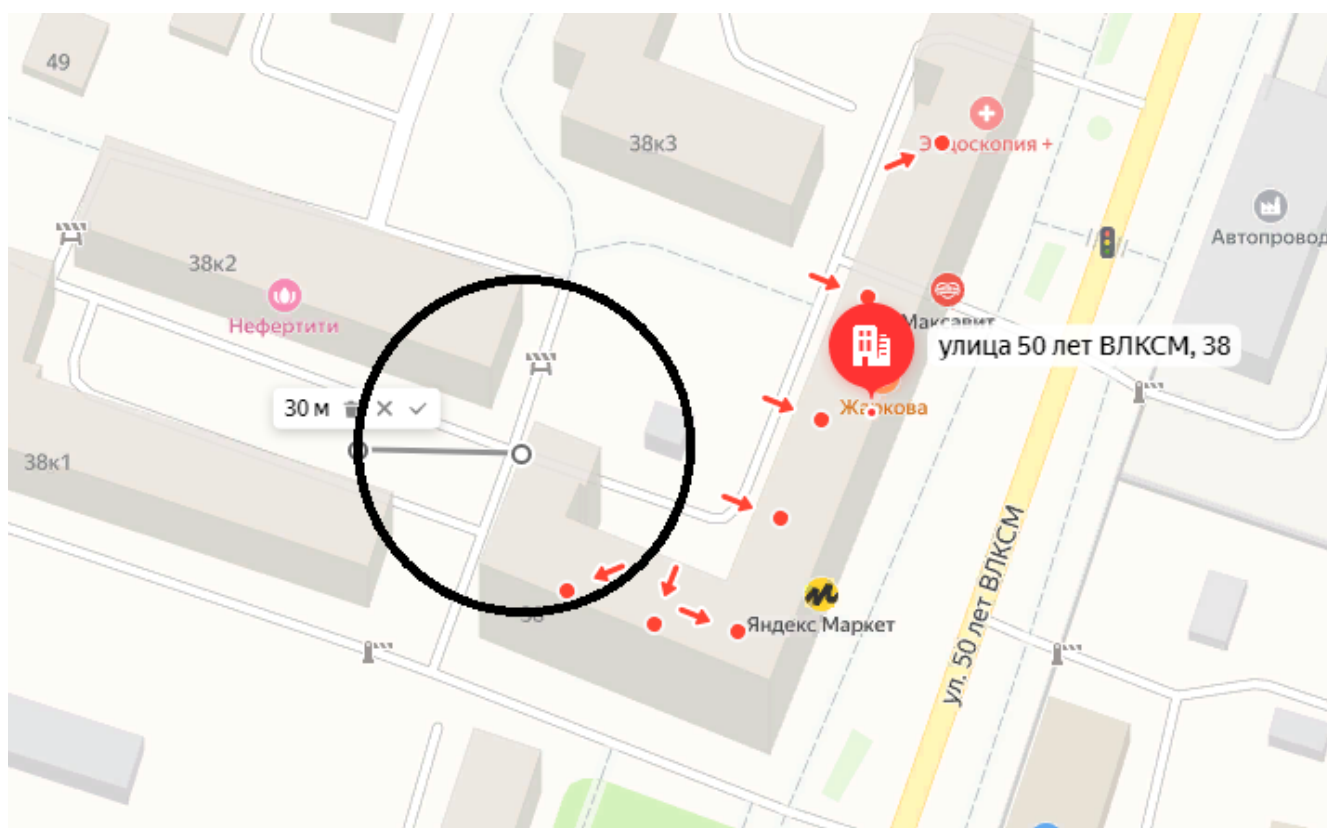 49
38к3
Эндоскопия +
Автопровод
38к2
Нефертити
Максавит
улица 50 лет ВЛКСМ, 38
30 м
Жаркова
38к1
38
Яндекс Маркет
ул. 50 лет ВЛКСМ